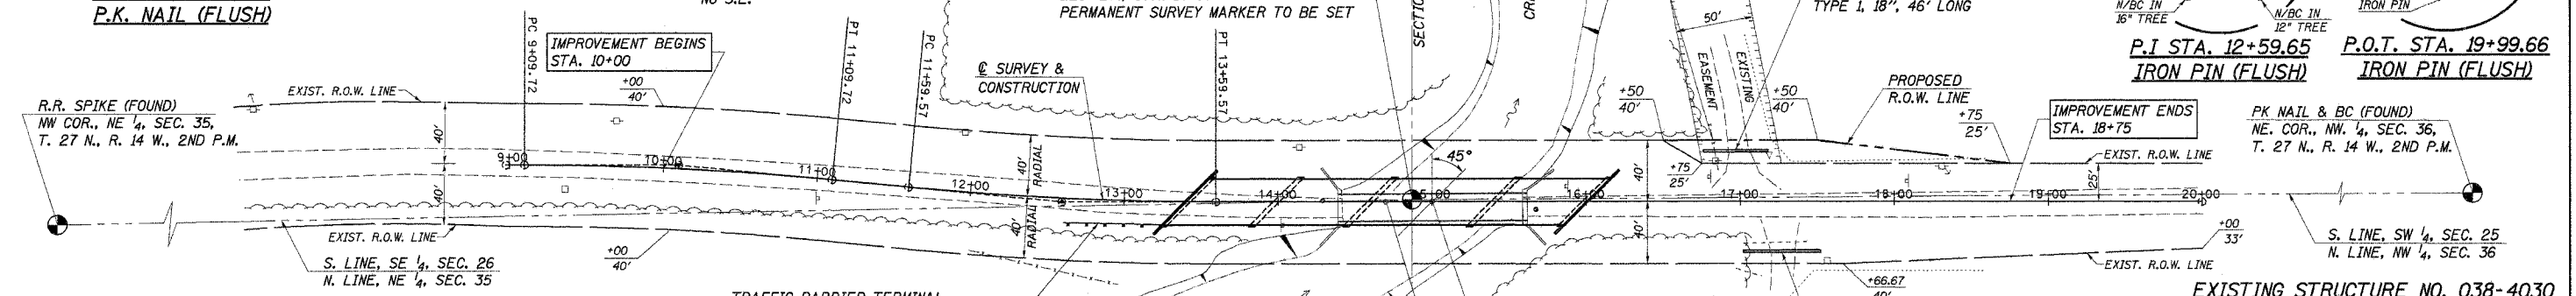 P.K. NAIL (FLUSH)
PERMANENT SURVEY MARKER TO BE SET
TYPE 1, 18", 46' LONG
N/BC IN
16" TREE
N/BC IN
12" TREE
IRON PIN
P.I STA. 12+59.65
IRON PIN (FLUSH)
P.O.T. STA. 19+99.66
IRON PIN (FLUSH)
R.R. SPIKE (FOUND)
NW COR., NE 1/4, SEC. 35,
T. 27 N., R. 14 W., 2ND P.M.
EXIST. R.O.W. LINE
PC 9+09.72
IMPROVEMENT BEGINS
STA. 10+00
+00
40'
PT 11+09.72
PC 11+59.57
℄ SURVEY &
CONSTRUCTION
PT 13+59.57
SECTIO
CR
50'
EASEMENT
EXISTING
+50
40'
+50
40'
PROPOSED
R.O.W. LINE
+75
25'
IMPROVEMENT ENDS
STA. 18+75
PK NAIL & BC (FOUND)
NE. COR., NW. 1/4, SEC. 36,
T. 27 N., R. 14 W., 2ND P.M.
EXIST. R.O.W. LINE
40'
40'
40'
RADIAL
40'
RADIAL
45°
40'
40'
+75
25'
25'
9+00
10+00
11+00
12+00
13+00
14+00
5+00
16+00
17+00
18+00
19+00
20+00
EXIST. R.O.W. LINE
S. LINE, SE 1/4, SEC. 26
N. LINE, NE 1/4, SEC. 35
+00
40'
+00
33'
S. LINE, SW 1/4, SEC. 25
N. LINE, NW 1/4, SEC. 36
EXIST. R.O.W. LINE
+66.67
40'
TRAFFIC BARRIER TERMINAL
EXISTING STRUCTURE NO. 038-4030